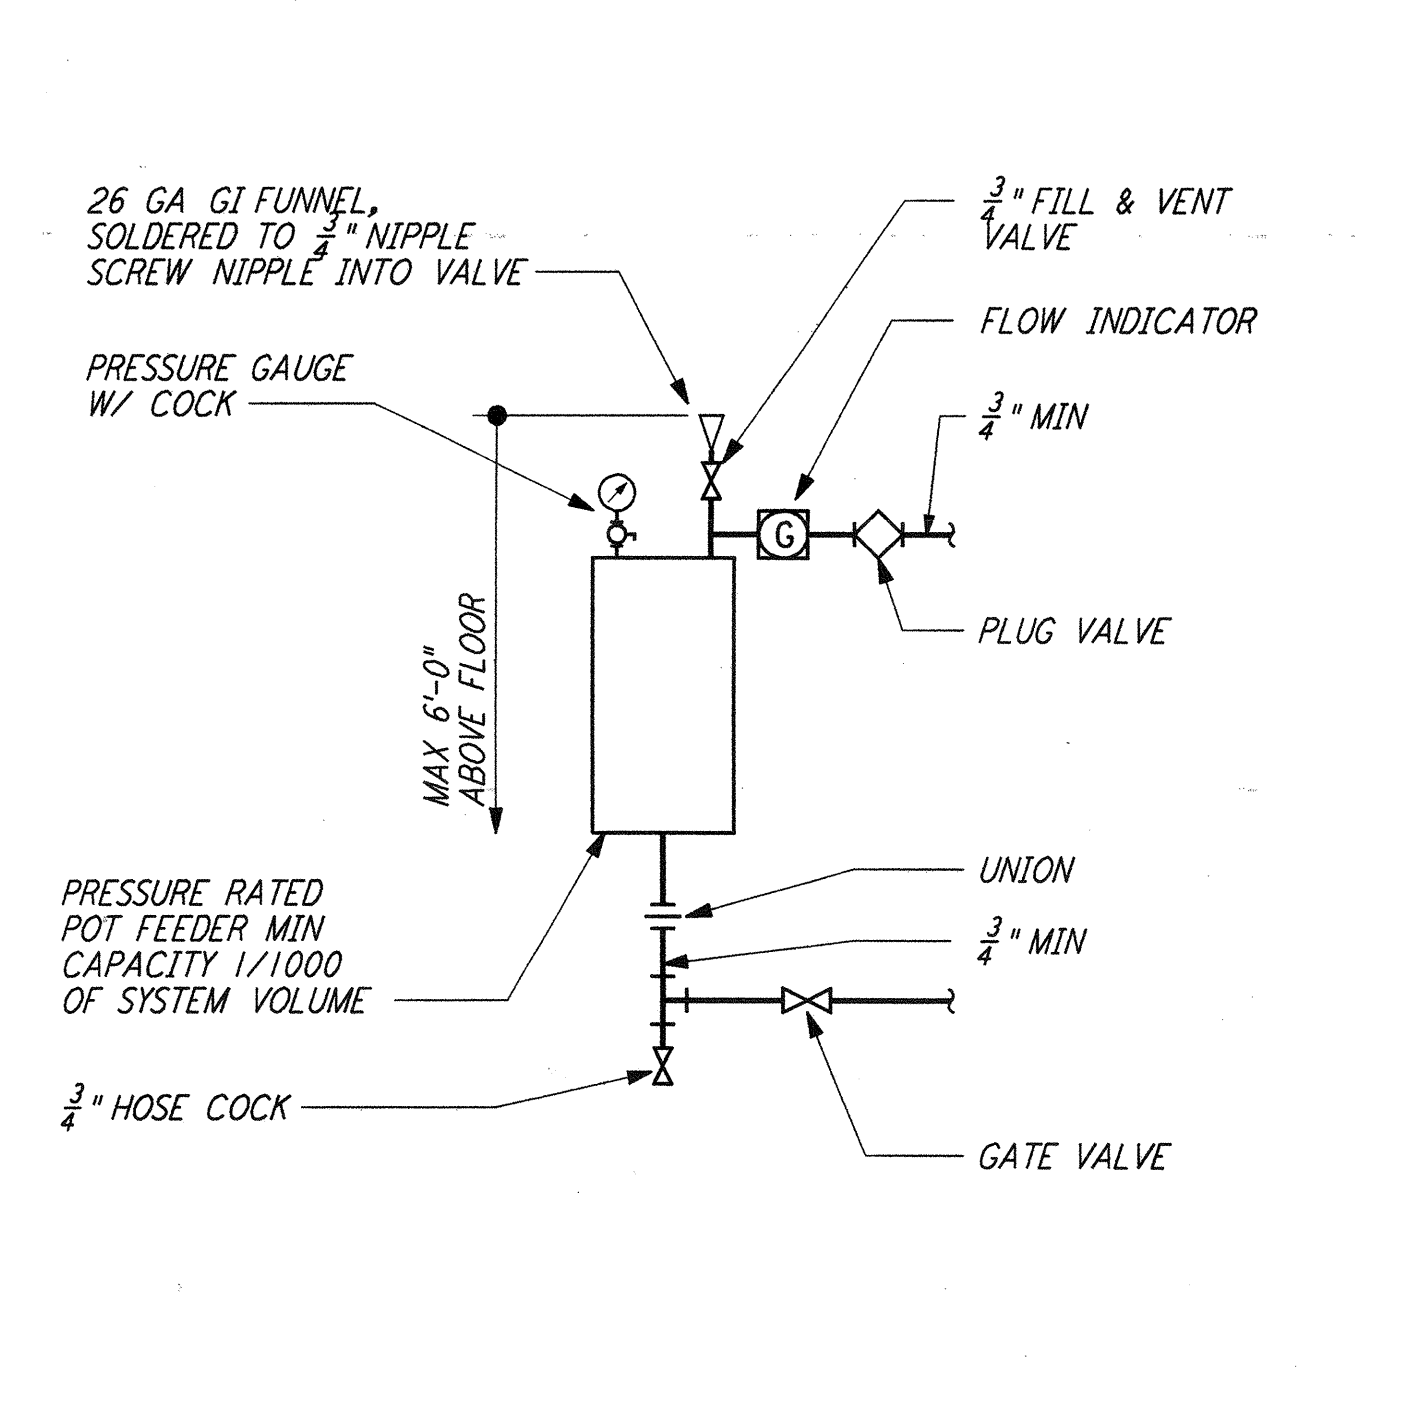 26 GA GI FUNNEL,
SOLDERED TO 3/4" NIPPLE
SCREW NIPPLE INTO VALVE
3/4" FILL & VENT
VALVE
FLOW INDICATOR
PRESSURE GAUGE
W/ COCK
3/4" MIN
G
PLUG VALVE
MAX 6'-0"
ABOVE FLOOR
UNION
PRESSURE RATED
POT FEEDER MIN
CAPACITY 1/1000
OF SYSTEM VOLUME
3/4" MIN
3/4" HOSE COCK
GATE VALVE